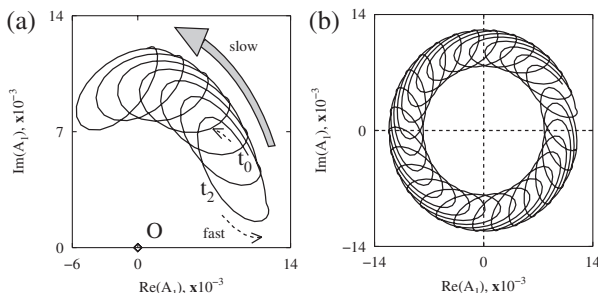 (a)
14
Im(A₁), x10⁻³
7
0
slow
t₀
t₂
fast
O
-6
0
14
Re(A₁), x10⁻³
(b)
14
Im(A₁), x10⁻³
0
-14
-14
0
14
Re(A₁), x10⁻³